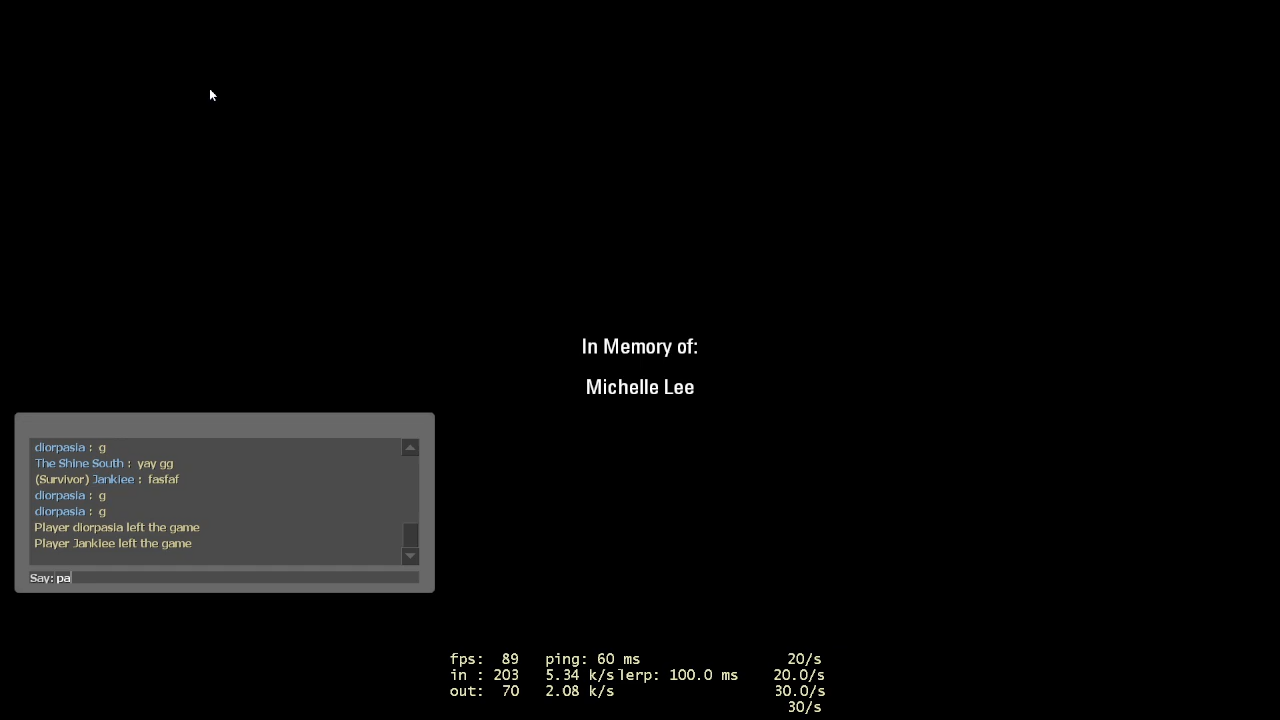 In Memory of:
Michelle Lee
diorpasia : g
The Shine South : yay gg
(Survivor) Jankiee : fasfaf
diorpasia : g
diorpasia : g
Player diorpasia left the game
Player Jankiee left the game
Say: pa
fps: 89 ping: 60 ms 20/s
in : 203 5.34 k/s lerp: 100.0 ms 20.0/s
out: 70 2.08 k/s 30.0/s
30/s